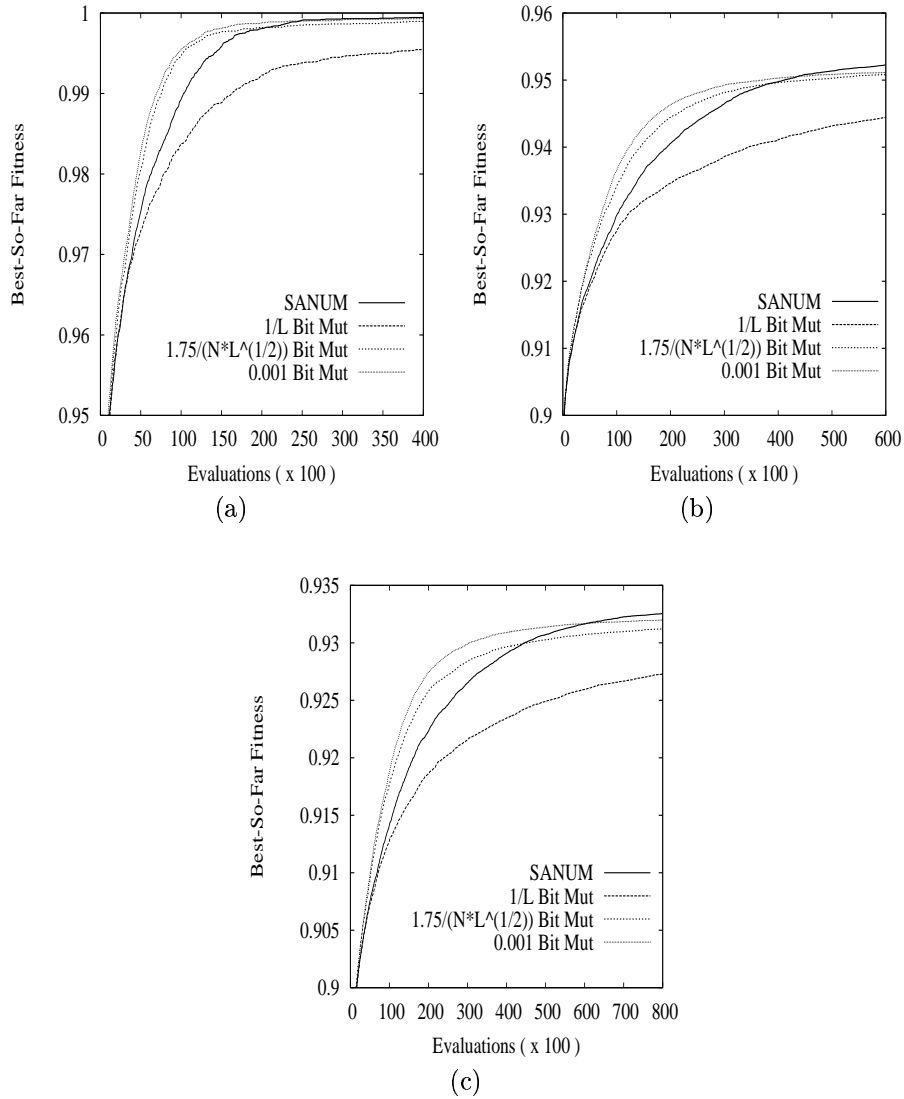 1
0.99
0.98
0.97
0.96
0.95
Best-So-Far Fitness
SANUM
1/L Bit Mut
1.75/(N*L^(1/2)) Bit Mut
0.001 Bit Mut
0 50 100 150 200 250 300 350 400
Evaluations ( x 100 )
(a)
0.96
0.95
0.94
0.93
0.92
0.91
0.9
Best-So-Far Fitness
SANUM
1/L Bit Mut
1.75/(N*L^(1/2)) Bit Mut
0.001 Bit Mut
0 100 200 300 400 500 600
Evaluations ( x 100 )
(b)
0.935
0.93
0.925
0.92
0.915
0.91
0.905
0.9
Best-So-Far Fitness
SANUM
1/L Bit Mut
1.75/(N*L^(1/2)) Bit Mut
0.001 Bit Mut
0 100 200 300 400 500 600 700 800
Evaluations ( x 100 )
(c)